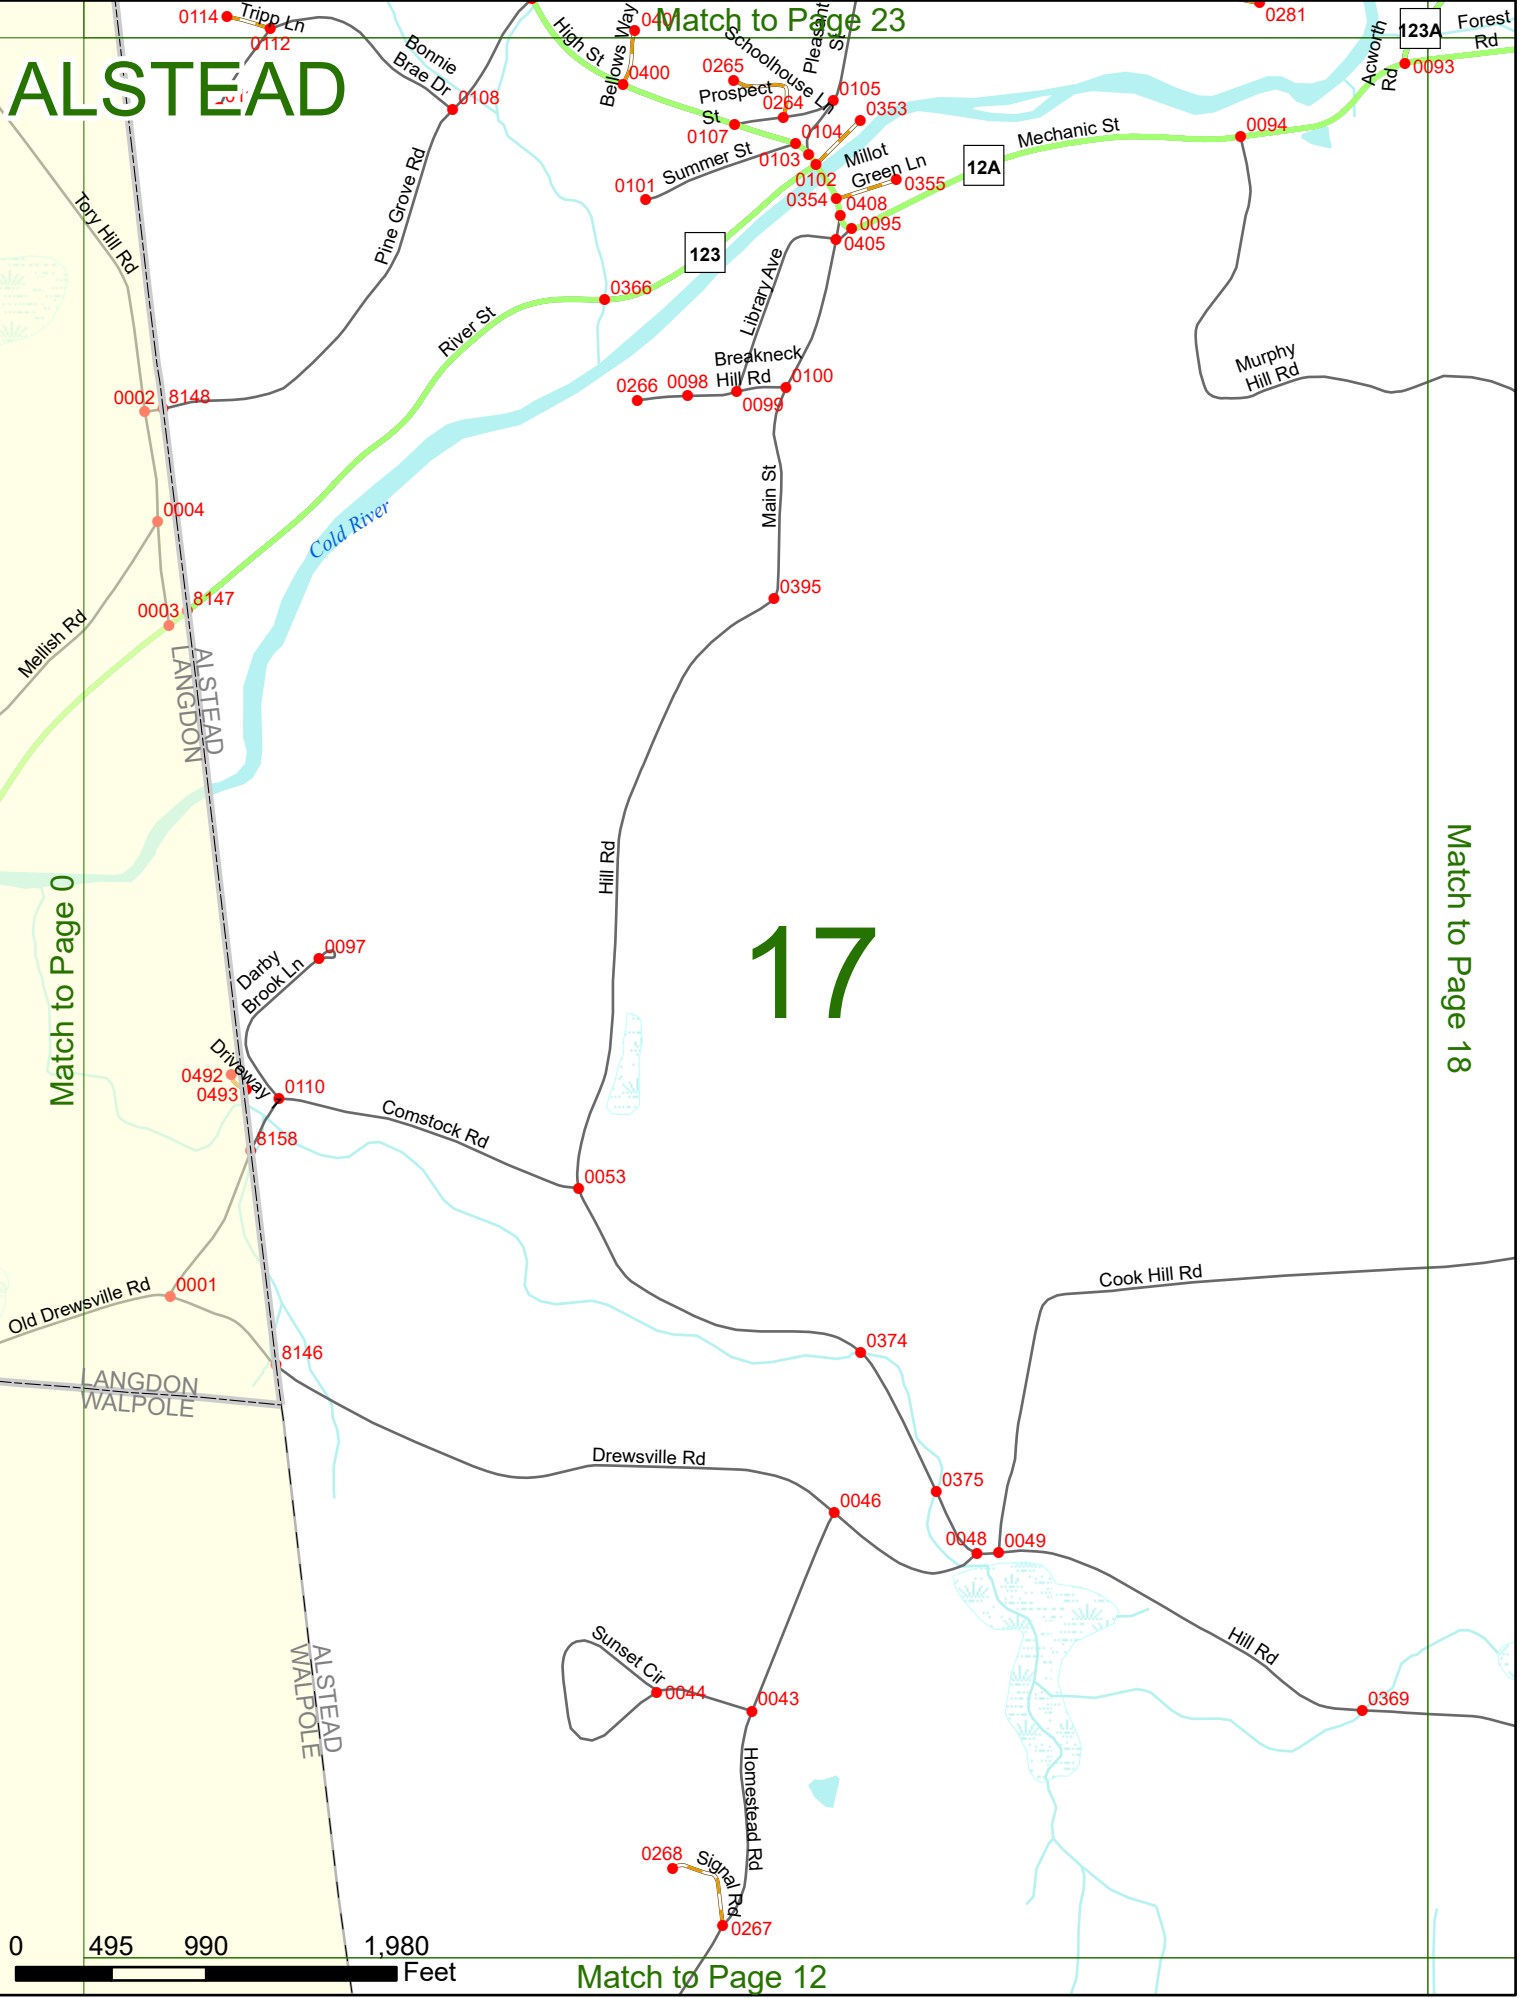 Match to Page 23
ALSTEAD
0114
Tripp Ln
0112
Bonnie
Brae Dr
0108
High St
Bellows Way
0400
Schoolhouse Ln
Pleasant
St
0265
Prospect
St
0264
0107
0105
0353
0104
0103
0102
Summer St
0101
Millot
Green Ln
0355
0354
0408
0095
0405
12A
Mechanic St
0094
Acworth
Rd
123A
Forest
Rd
0093
0281
Tory Hill Rd
Pine Grove Rd
123
0366
River St
Library Ave
Breakneck
Hill Rd
0266
0098
0099
0100
Murphy
Hill Rd
0002
8148
0004
Cold River
Main St
0395
0003
8147
Mellish Rd
ALSTEAD
LANGDON
Hill Rd
Match to Page 0
17
Match to Page 18
0097
Darby
Brook Ln
Driveway
0492
0493
0110
Comstock Rd
8158
0053
0001
Old Drewsville Rd
Cook Hill Rd
8146
0374
LANGDON
WALPOLE
Drewsville Rd
0375
0046
0048
0049
ALSTEAD
WALPOLE
Sunset Cir
0044
0043
Hill Rd
0369
Homestead Rd
0268
Signal Rd
0267
0 495 990 1,980
Feet
Match to Page 12